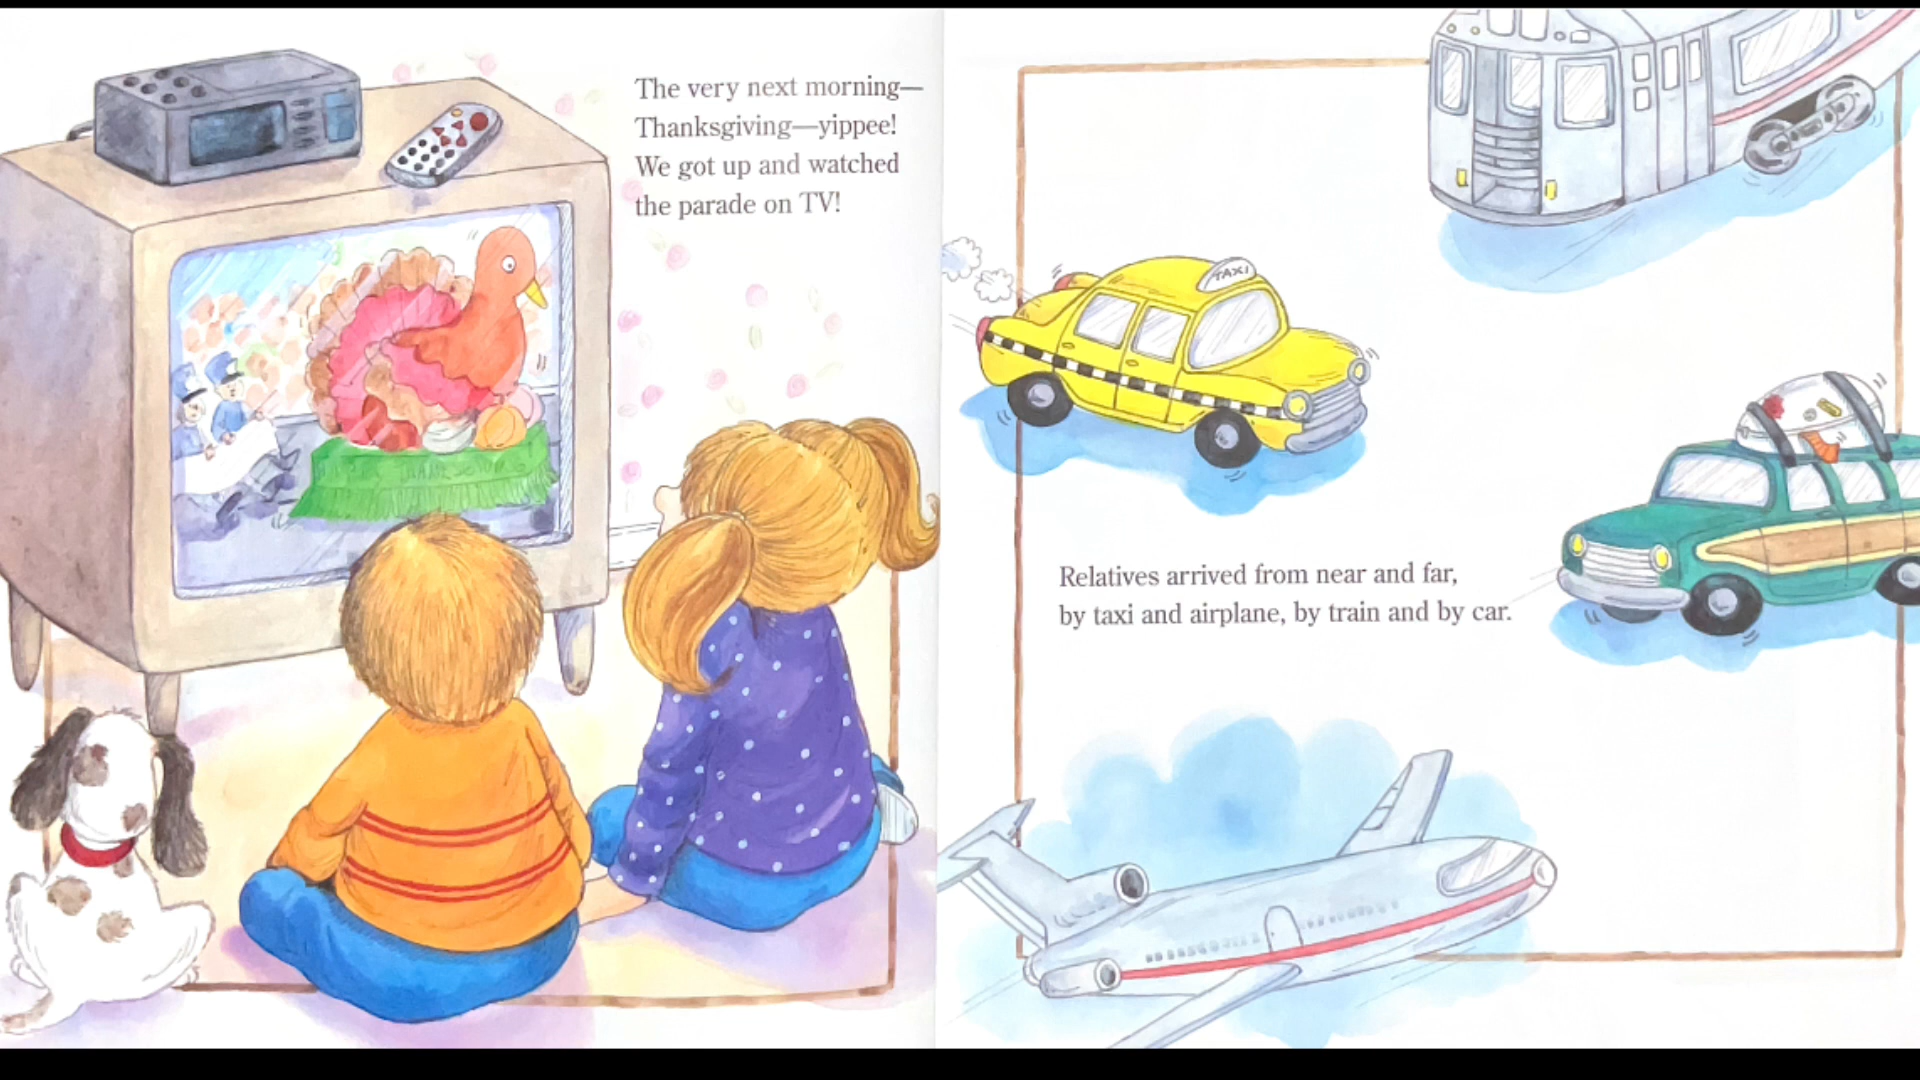 The very next morning—
Thanksgiving—yippee!
We got up and watched
the parade on TV!
TAXI
Relatives arrived from near and far,
by taxi and airplane, by train and by car.